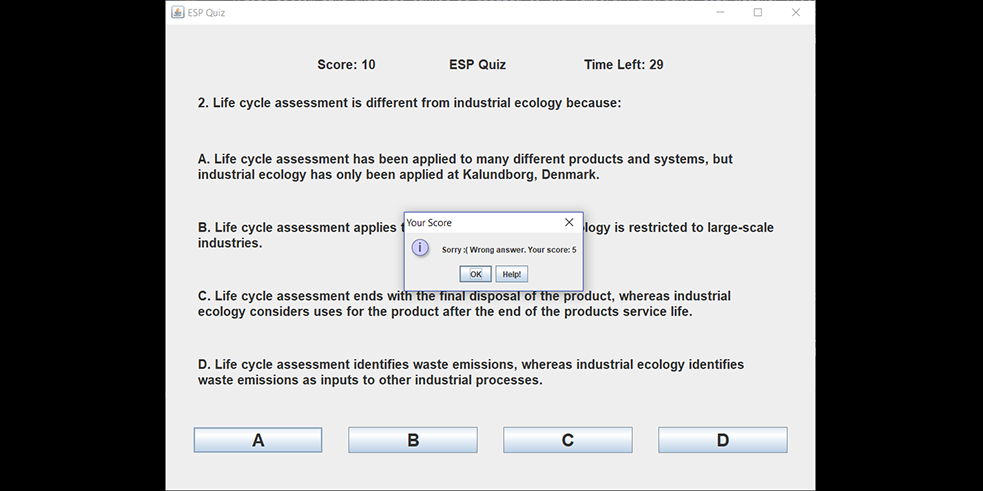 ESP Quiz
Score: 10 ESP Quiz Time Left: 29
2. Life cycle assessment is different from industrial ecology because:
A. Life cycle assessment has been applied to many different products and systems, but
industrial ecology has only been applied at Kalundborg, Denmark.
Your Score
B. Life cycle assessment applies
is restricted to large-scale
industries.
Sorry :( Wrong answer. Your score: 5
OK Help!
C. Life cycle assessment ends with the final disposal of the product, whereas industrial
ecology considers uses for the product after the end of the products service life.
D. Life cycle assessment identifies waste emissions, whereas industrial ecology identifies
waste emissions as inputs to other industrial processes.
A B C D